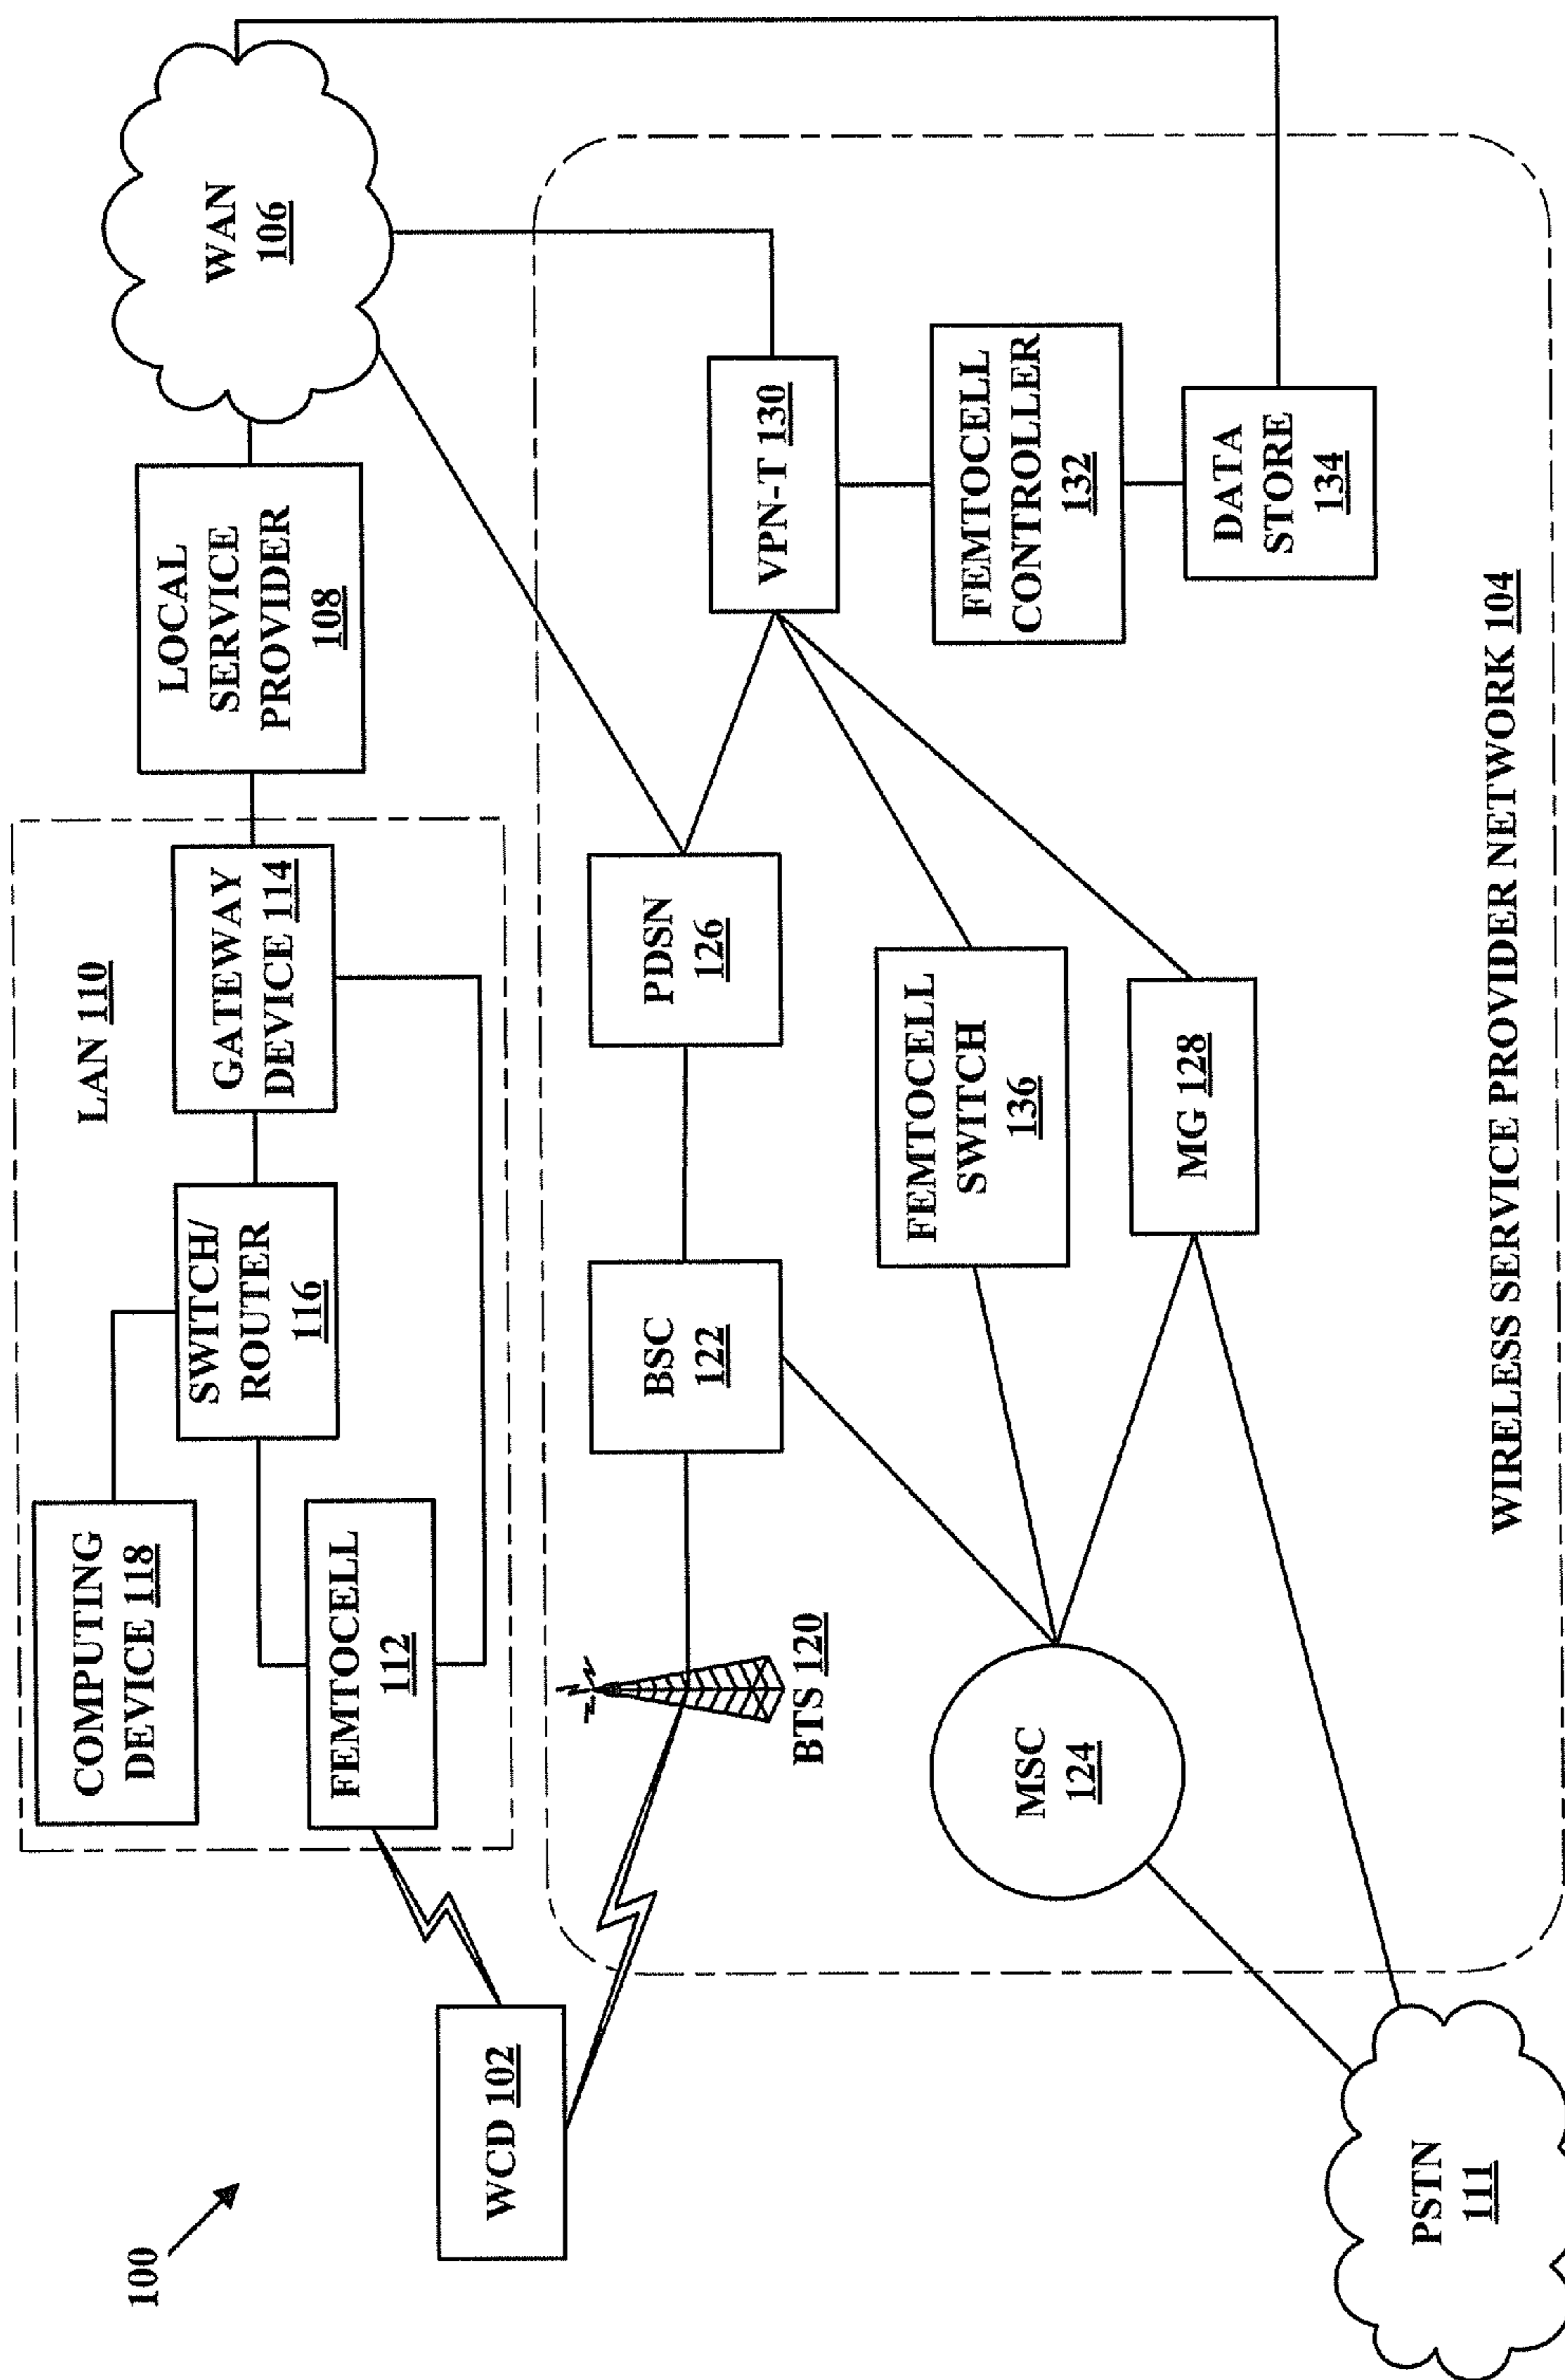 100
LAN 110
COMPUTING
DEVICE 118
SWITCH/
ROUTER
116
GATEWAY
DEVICE 114
LOCAL
SERVICE
PROVIDER
108
WAN
106
FEMTOCELL
112
WCD 102
BTS 120
BSC
122
PDSN
126
VPN-T 130
FEMTOCELL
SWITCH
136
FEMTOCELL
CONTROLLER
132
MSC
124
MG 128
DATA
STORE
134
PSTN
111
WIRELESS SERVICE PROVIDER NETWORK 104